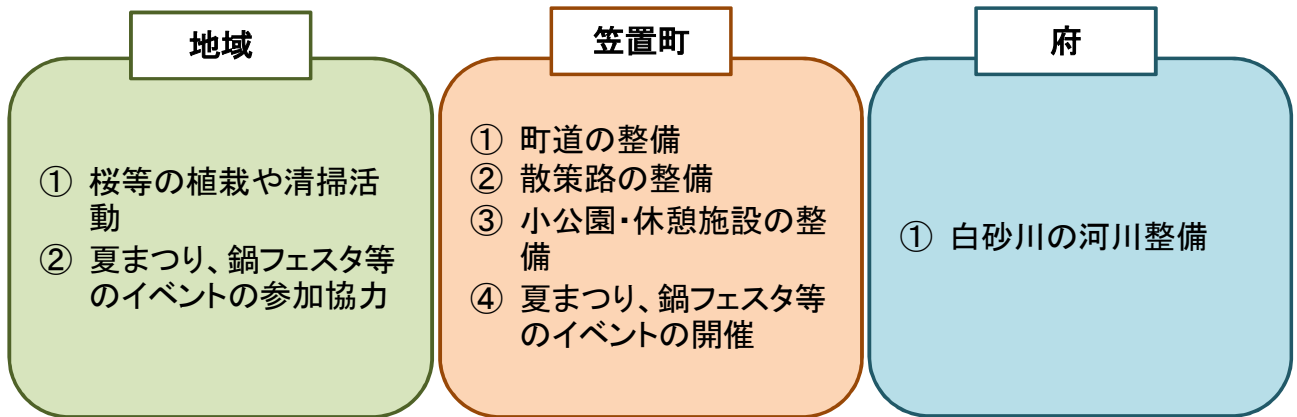 地域
① 桜等の植栽や清掃活
動
② 夏まつり、鍋フェスタ等
のイベントの参加協力
笠置町
① 町道の整備
② 散策路の整備
③ 小公園・休憩施設の整
備
④ 夏まつり、鍋フェスタ等
のイベントの開催
府
① 白砂川の河川整備